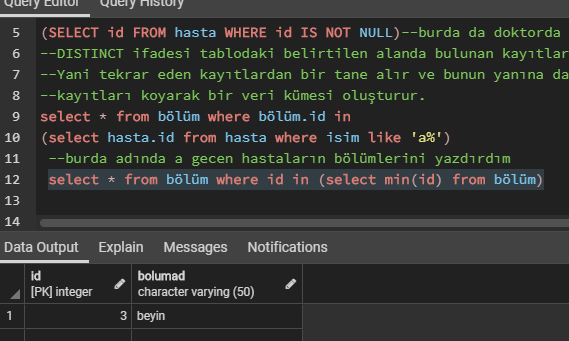 Query Editor Query History
5 (SELECT id FROM hasta WHERE id IS NOT NULL)--burda da doktorda
6 --DISTINCT ifadesi tablodaki belirtilen alanda bulunan kayıtlar
7 --Yani tekrar eden kayıtlardan bir tane alır ve bunun yanına da
8 --kayıtları koyarak bir veri kümesi oluşturur.
9 select * from bölüm where bölüm.id in
10 (select hasta.id from hasta where isim like 'a%')
11 --burda adında a gecen hastaların bölümlerini yazdırdım
12 select * from bölüm where id in (select min(id) from bölüm)
13
14
Data Output Explain Messages Notifications
id bolumad
[PK] integer character varying (50)
1 3 beyin